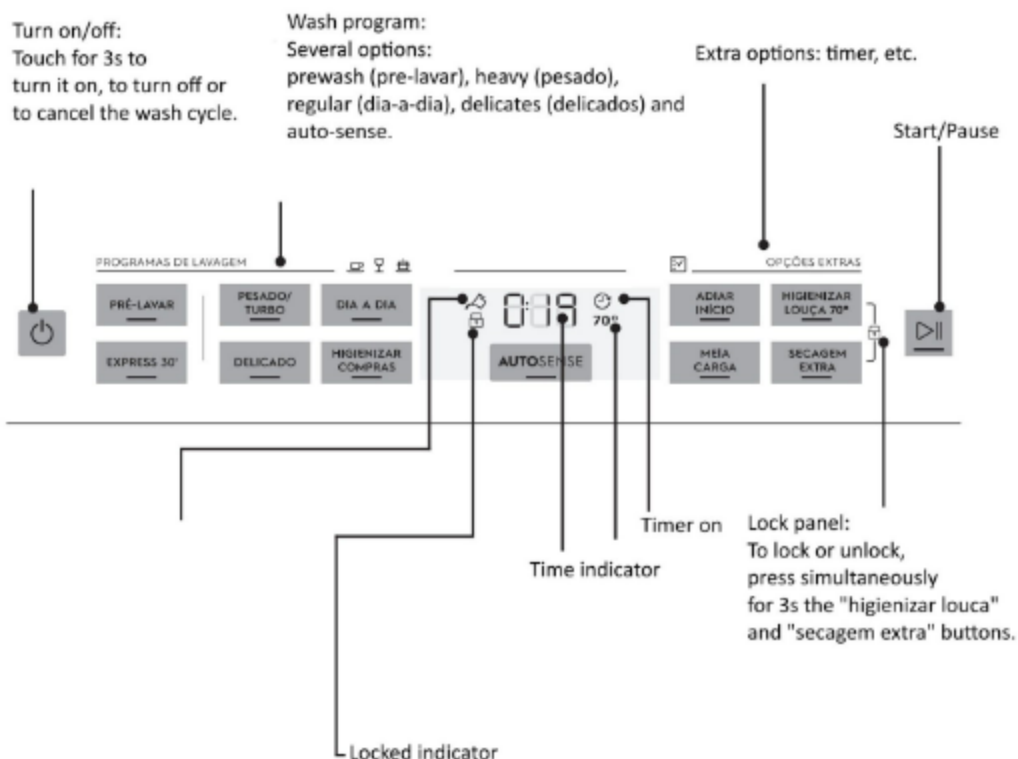 Turn on/off:
Touch for 3s to
turn it on, to turn off or
to cancel the wash cycle.
Wash program:
Several options:
prewash (pre-lavar), heavy (pesado),
regular (dia-a-dia), delicates (delicados) and
auto-sense.
Extra options: timer, etc.
Start/Pause
PROGRAMAS DE LAVAGEM
OPÇÕES EXTRAS
PRÉ-LAVAR
PESADO/
TURBO
DIA A DIA
0:19
70°
ADIAR
INÍCIO
HIGIENIZAR
LOUÇA 70°
EXPRESS 30'
DELICADO
HIGIENIZAR
COMPRAS
AUTOSENSE
MEIA
CARGA
SECAGEM
EXTRA
Timer on
Time indicator
Lock panel:
To lock or unlock,
press simultaneously
for 3s the "higienizar louca"
and "secagem extra" buttons.
Locked indicator